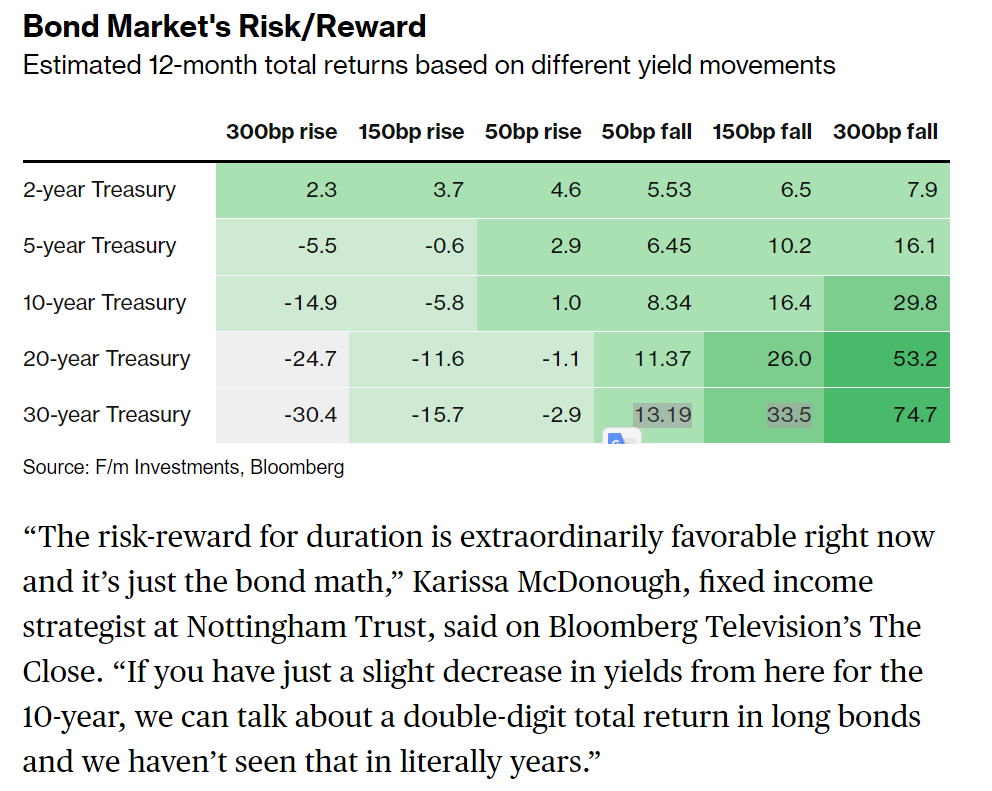 Bond Market's Risk/Reward
Estimated 12-month total returns based on different yield movements
300bp rise 150bp rise 50bp rise 50bp fall 150bp fall 300bp fall
2-year Treasury 2.3 3.7 4.6 5.53 6.5 7.9
5-year Treasury -5.5 -0.6 2.9 6.45 10.2 16.1
10-year Treasury -14.9 -5.8 1.0 8.34 16.4 29.8
20-year Treasury -24.7 -11.6 -1.1 11.37 26.0 53.2
30-year Treasury -30.4 -15.7 -2.9 13.19 33.5 74.7
Source: F/m Investments, Bloomberg
“The risk-reward for duration is extraordinarily favorable right now
and it’s just the bond math,” Karissa McDonough, fixed income
strategist at Nottingham Trust, said on Bloomberg Television’s The
Close. “If you have just a slight decrease in yields from here for the
10-year, we can talk about a double-digit total return in long bonds
and we haven’t seen that in literally years.”